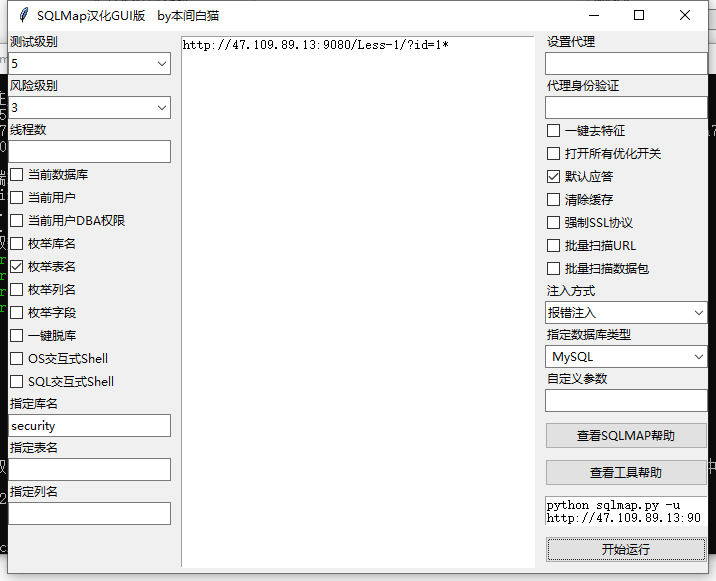 SQLMap汉化GUI版 by本间白猫
测试级别
5
风险级别
3
线程数
当前数据库
当前用户
当前用户DBA权限
枚举库名
枚举表名
枚举列名
枚举字段
一键脱库
OS交互式Shell
SQL交互式Shell
指定库名
security
指定表名
指定列名
http://47.109.89.13:9080/Less-1/?id=1*
设置代理
代理身份验证
一键去特征
打开所有优化开关
默认应答
清除缓存
强制SSL协议
批量扫描URL
批量扫描数据包
注入方式
报错注入
指定数据库类型
MySQL
自定义参数
查看SQLMAP帮助
查看工具帮助
python sqlmap.py -u
http://47.109.89.13:90
开始运行